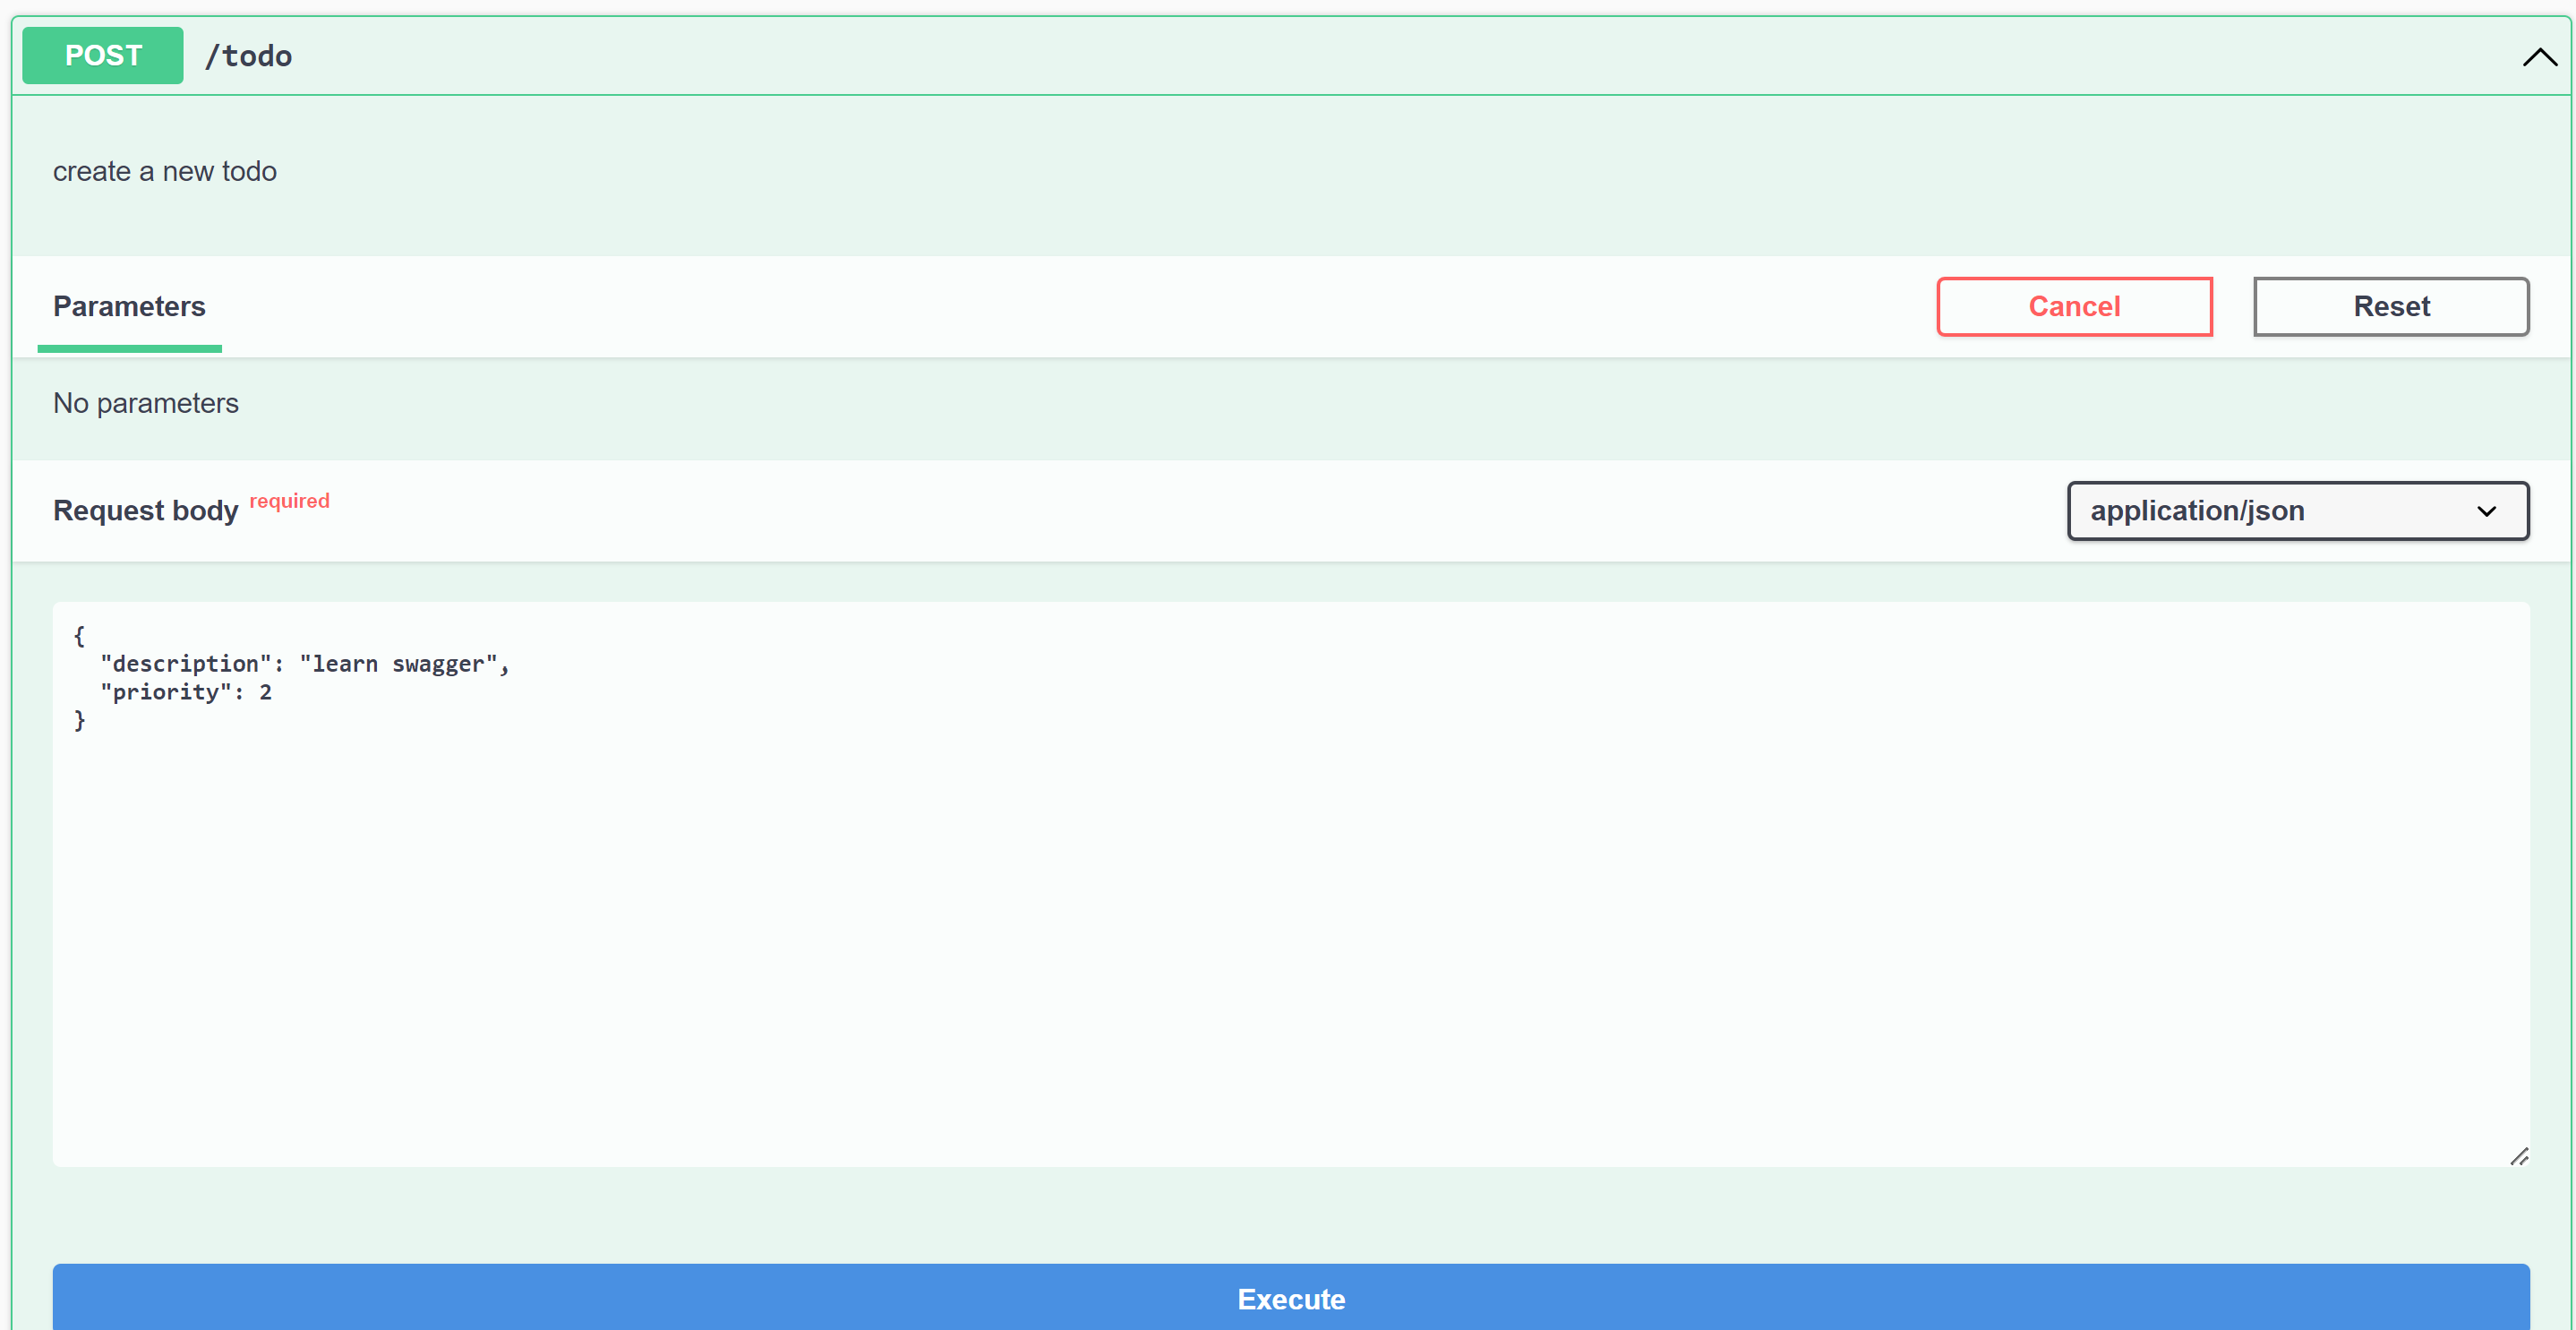 POST /todo
create a new todo
Parameters Cancel Reset
No parameters
Request body required application/json
{
  "description": "learn swagger",
  "priority": 2
}
Execute